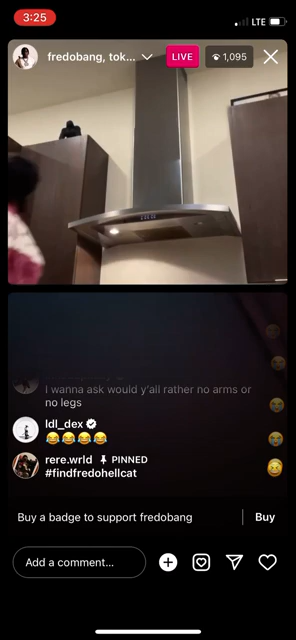 3:25
LTE
fredobang, tok...
LIVE
1,095
I wanna ask would y'all rather no arms or
no legs
ldl_dex
😂😂😂😂
rere.wrld PINNED
#findfredohellcat
Buy a badge to support fredobang
Buy
Add a comment...